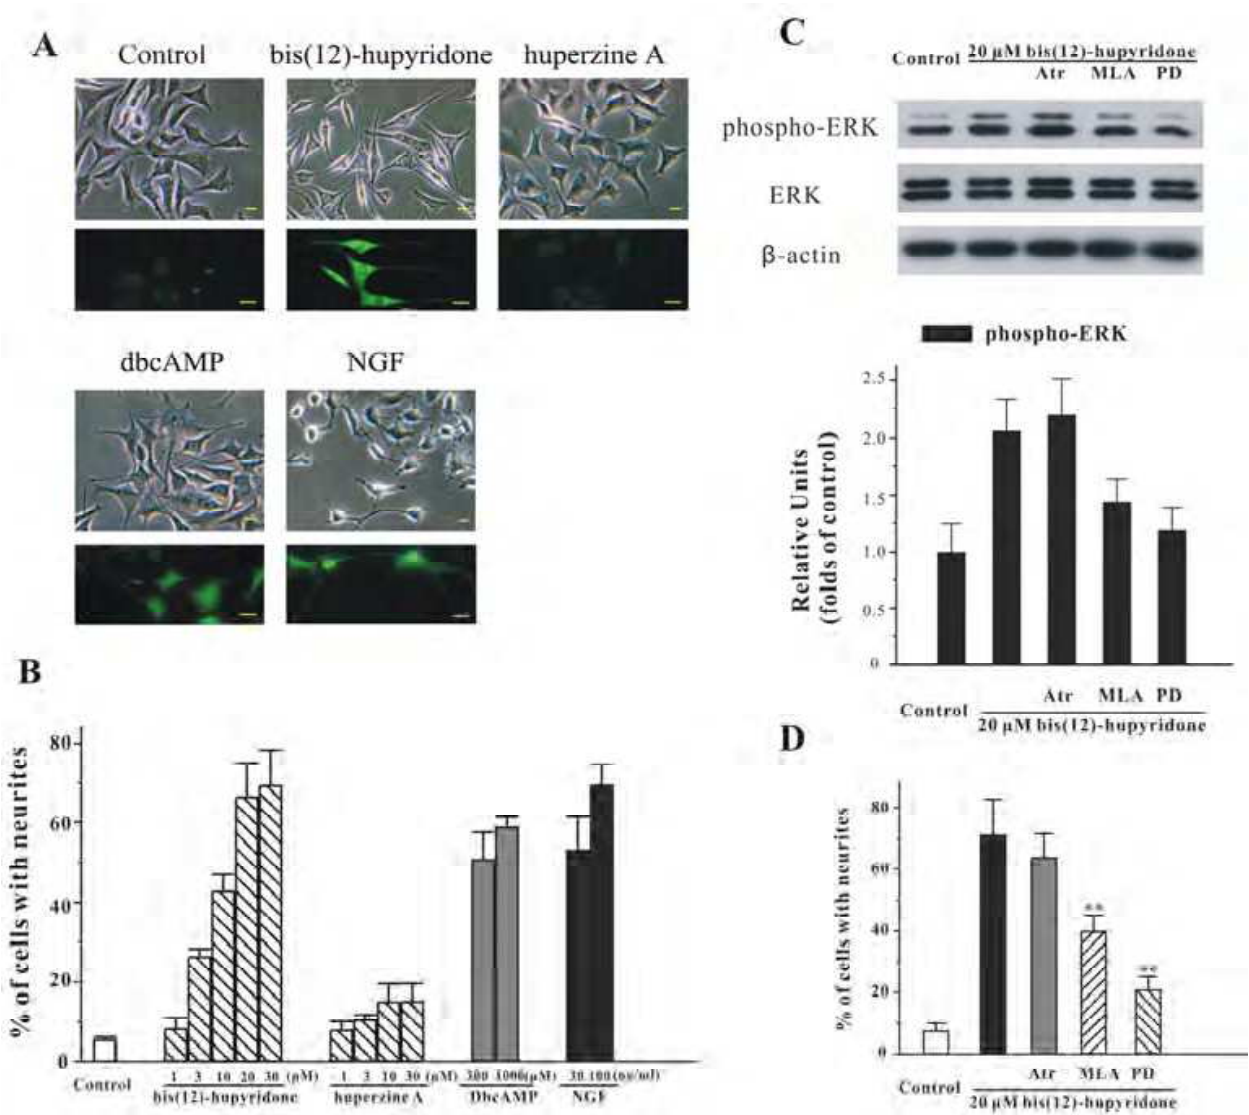 A
Control bis(12)-hupyridone huperzine A
dbcAMP NGF
B
% of cells with neurites
80
60
40
20
0
Control
1 3 10 20 30 (μM)
bis(12)-hupyridone
1 3 10 30 (μM)
huperzine A
300 1000(μM)
DbcAMP
30 100
NGF
C
Control 20 μM bis(12)-hupyridone
Atr MLA PD
phospho-ERK
ERK
β-actin
phospho-ERK
Relative Units
(folds of control)
2.5
2.0
1.5
1.0
0.5
0
Atr MLA PD
Control
20 μM bis(12)-hupyridone
D
% of cells with neurites
80
60
40
20
0
**
**
Control
Atr MLA PD
20 μM bis(12)-hupyridone